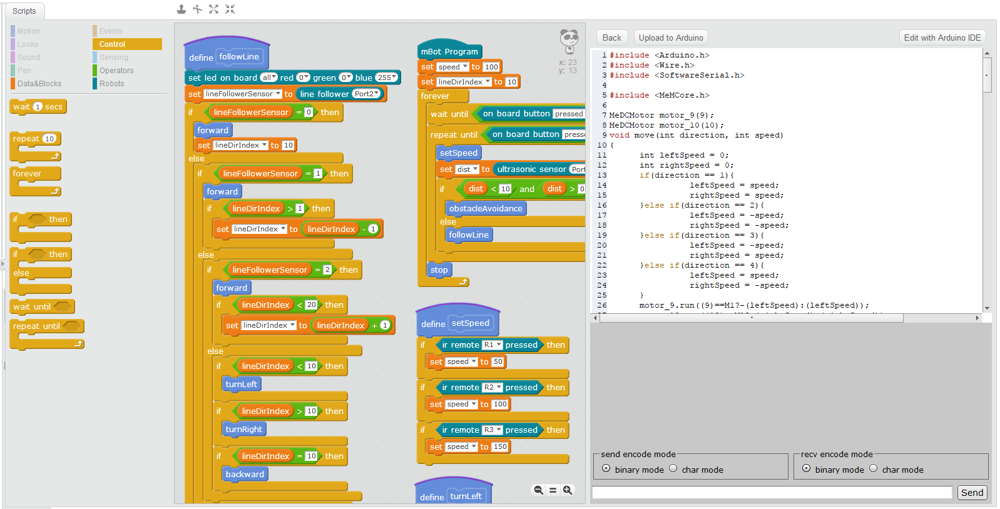 Scripts
Motion
Looks
Sound
Pen
Data&Blocks
Events
Control
Sensing
Operators
Robots
wait 1 secs
repeat 10
forever
if then
if then
else
wait until
repeat until
define followLine
set led on board all red 0 green 0 blue 255
set lineFollowerSensor to line follower Port2
if lineFollowerSensor = 0 then
forward
set lineDirIndex to 10
else
if lineFollowerSensor = 1 then
forward
if lineDirIndex > 1 then
set lineDirIndex to lineDirIndex - 1
else
if lineFollowerSensor = 2 then
forward
if lineDirIndex < 20 then
set lineDirIndex to lineDirIndex + 1
else
if lineDirIndex < 10 then
turnLeft
if lineDirIndex > 10 then
turnRight
if lineDirIndex = 10 then
backward
mBot Program
set speed to 100
set lineDirIndex to 10
forever
wait until on board button pressed
repeat until on board button presse
setSpeed
set dist to ultrasonic sensor Port
if dist < 10 and dist > 0
obstacleAvoidance
else
followLine
stop
x: 23
y: 13
define setSpeed
if ir remote R1 pressed then
set speed to 50
if ir remote R2 pressed then
set speed to 100
if ir remote R3 pressed then
set speed to 150
define turnLeft
Back
Upload to Arduino
Edit with Arduino IDE
1 #include <Arduino.h>
2 #include <Wire.h>
3 #include <SoftwareSerial.h>
4
5 #include <MeMCore.h>
6
7 MeDCMotor motor_9(9);
8 MeDCMotor motor_10(10);
9 void move(int direction, int speed)
10 {
11 int leftSpeed = 0;
12 int rightSpeed = 0;
13 if(direction == 1){
14 leftSpeed = speed;
15 rightSpeed = speed;
16 }else if(direction == 2){
17 leftSpeed = -speed;
18 rightSpeed = -speed;
19 }else if(direction == 3){
20 leftSpeed = -speed;
21 rightSpeed = speed;
22 }else if(direction == 4){
23 leftSpeed = speed;
24 rightSpeed = -speed;
25 }
26 motor_9.run((9)==M1?-(leftSpeed):(leftSpeed));
send encode mode
binary mode char mode
recv encode mode
binary mode char mode
Send